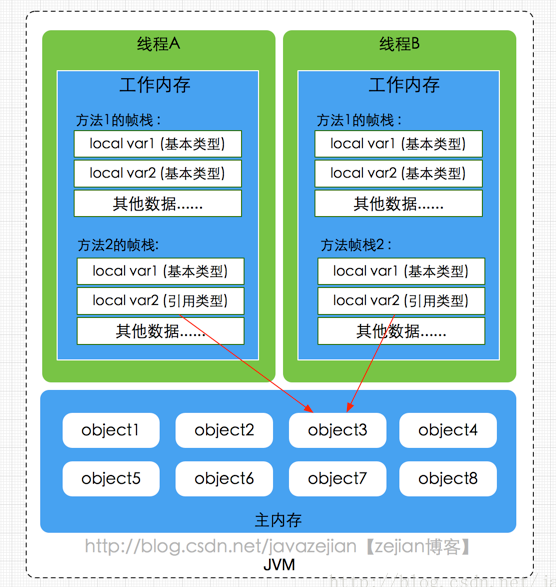 线程A
线程B
工作内存
工作内存
方法1的帧栈：
local var1 (基本类型)
local var2 (基本类型)
其他数据......
方法2的帧栈:
local var1 (基本类型)
local var2 (引用类型)
其他数据......
方法1的帧栈：
local var1 (基本类型)
local var2 (基本类型)
其他数据......
方法帧栈2：
local var1 (基本类型)
local var2 (引用类型)
其他数据......
object1 object2 object3 object4
object5 object6 object7 object8
主内存
http://blog.csdn.net/javazejian【zejian博客】
JVM